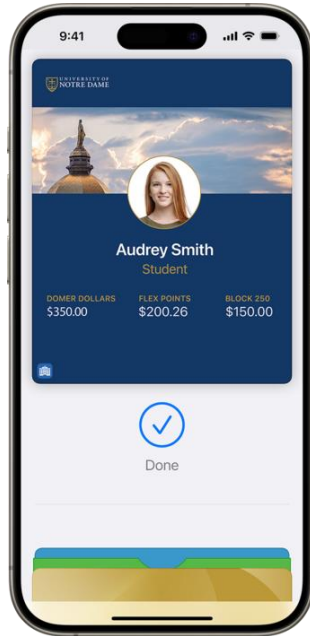 9:41
UNIVERSITY OF
NOTRE DAME
Audrey Smith
Student
DOMER DOLLARS FLEX POINTS BLOCK 250
$350.00 $200.26 $150.00
Done